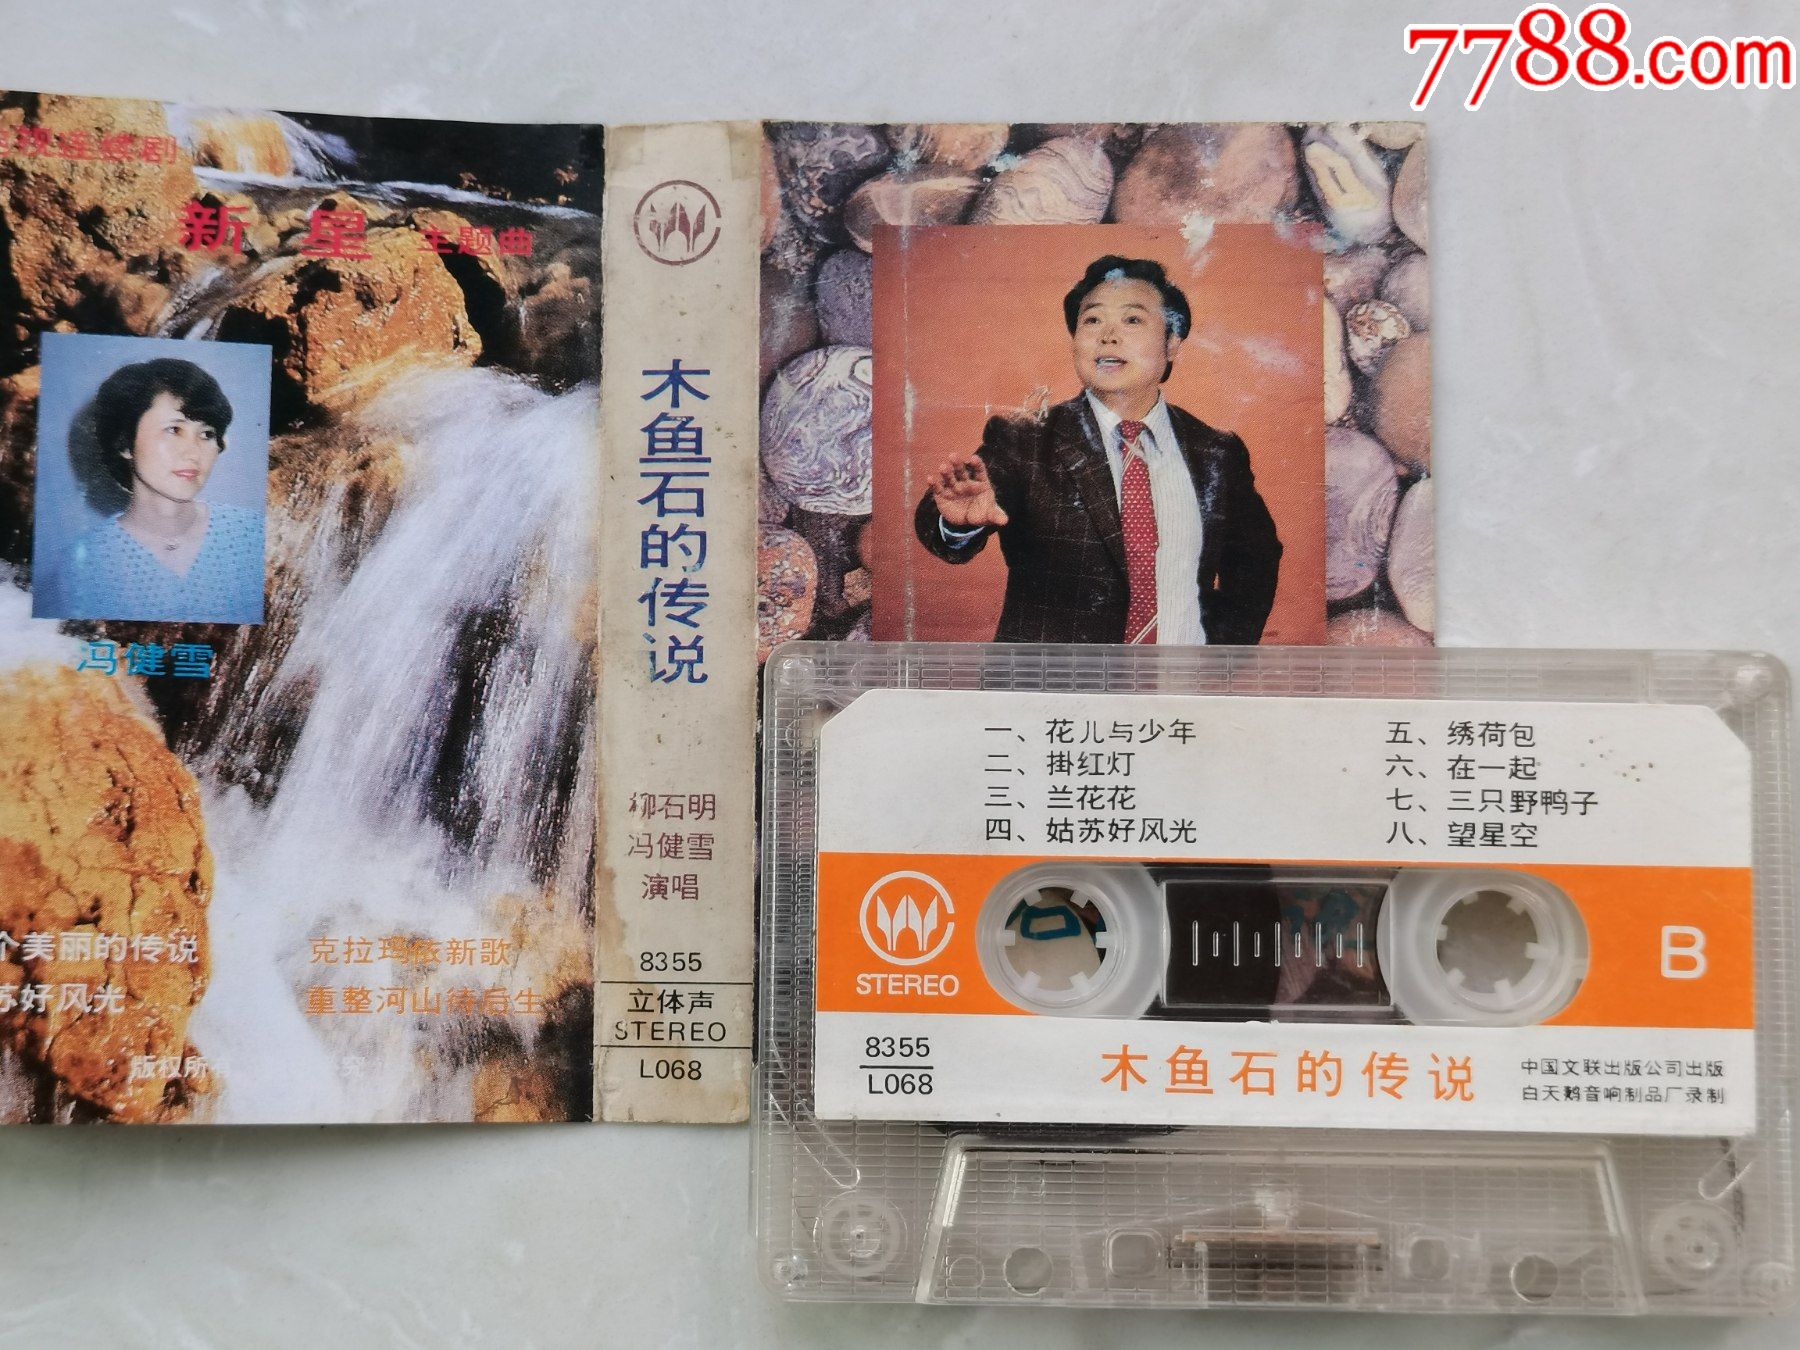 7788.com
电视连续剧
新星 主题曲
冯健雪
个美丽的传说
苏好风光
克拉玛依新歌
重整河山待后生
版权所有
究
木鱼石的传说
柳石明
冯健雪
演唱
8355
立体声
STEREO
L068
一、花儿与少年
二、掛红灯
三、兰花花
四、姑苏好风光
五、绣荷包
六、在一起
七、三只野鸭子
八、望星空
STEREO
B
8355
L068
木鱼石的传说
中国文联出版公司出版
白天鹅音响制品厂录制